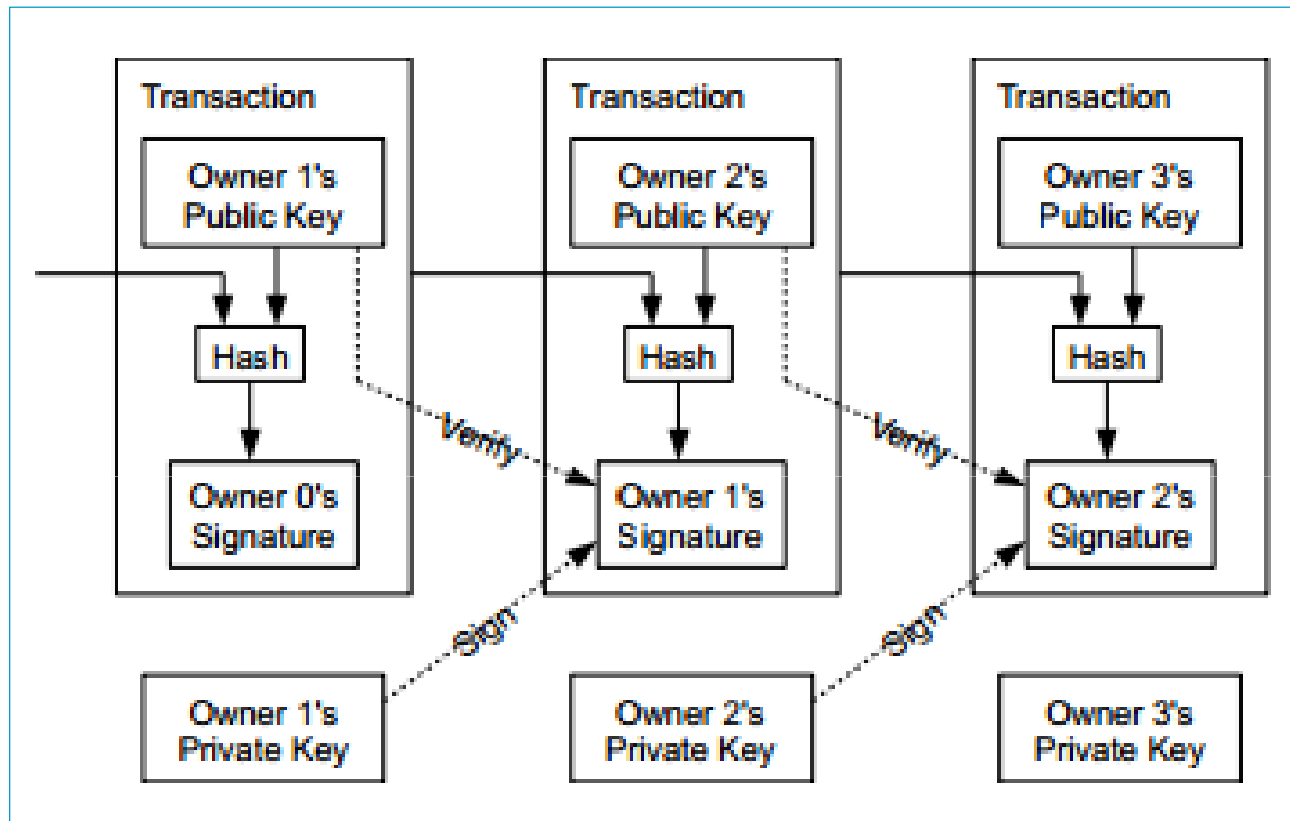 Transaction
Owner 1's
Public Key
Hash
Owner 0's
Signature
Transaction
Owner 2's
Public Key
Hash
Verify
Owner 1's
Signature
Transaction
Owner 3's
Public Key
Hash
Verify
Owner 2's
Signature
Sign
Sign
Owner 1's
Private Key
Owner 2's
Private Key
Owner 3's
Private Key